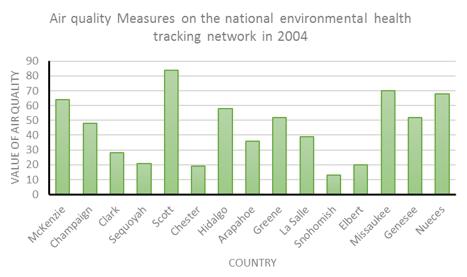 Air quality Measures on the national environmental health
tracking network in 2004
VALUE OF AIR QUALITY
90
80
70
60
50
40
30
20
10
0
McKenzie
Champaign
Clark
Sequoyah
Scott
Chester
Hidalgo
Arapahoe
Greene
La Salle
Snohomish
Elbert
Missaukee
Genesee
Nueces
COUNTRY